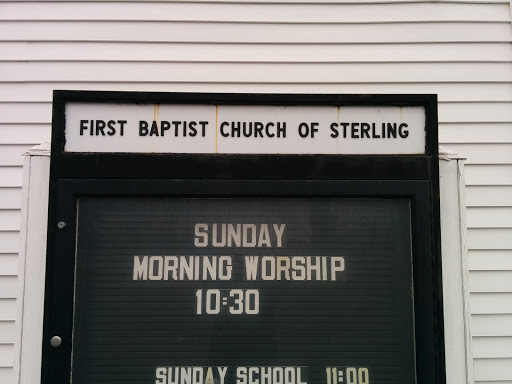 FIRST BAPTIST CHURCH OF STERLING
SUNDAY
MORNING WORSHIP
10:30
SUNDAY SCHOOL 11:00